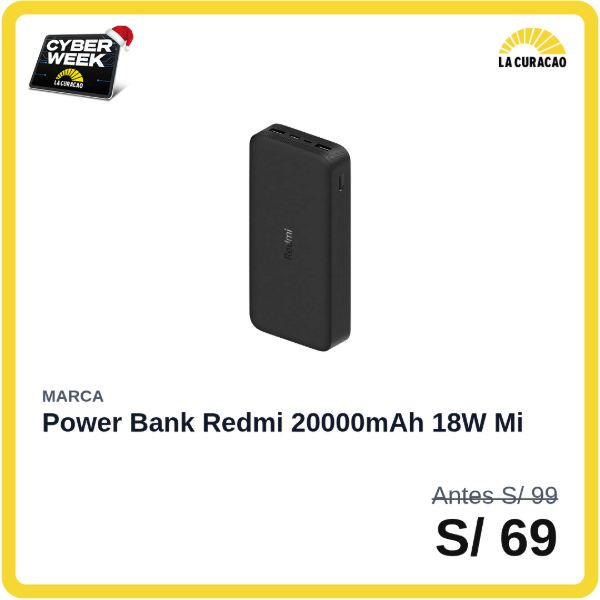 CYBER
WEEK
LA CURACAO
LA CURACAO
Redmi
MARCA
Power Bank Redmi 20000mAh 18W Mi
Antes S/ 99
S/ 69